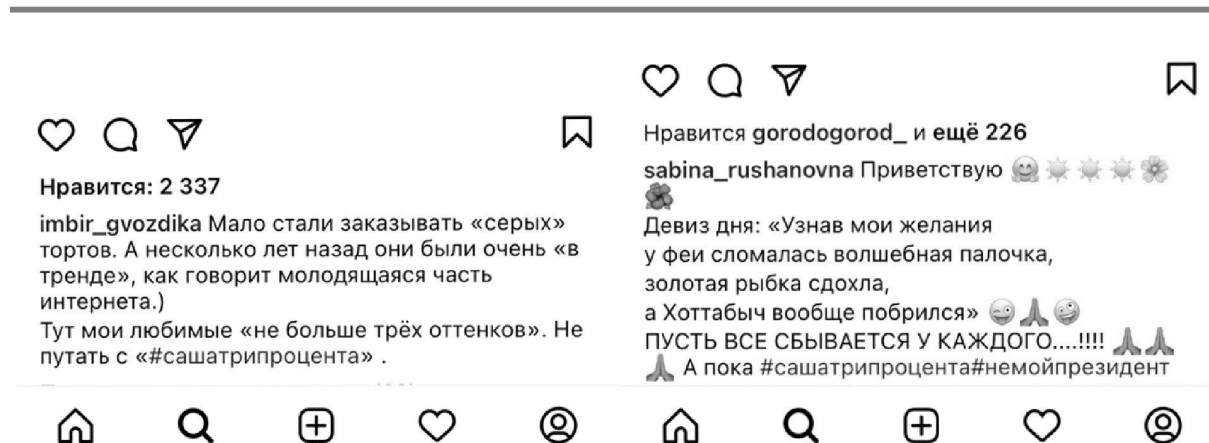 Нравится: 2 337
imbir_gvozdika Мало стали заказывать «серых»
тортов. А несколько лет назад они были очень «в
тренде», как говорит молодящаяся часть
интернета.)
Тут мои любимые «не больше трёх оттенков». Не
путать с «#сашатрипроцента» .
Нравится gorodogorod_ и ещё 226
sabina_rushanovna Приветствую 🤗☀️☀️☀️🌸
🌺
Девиз дня: «Узнав мои желания
у феи сломалась волшебная палочка,
золотая рыбка сдохла,
а Хоттабыч вообще побрился» 😜🙏🤪
ПУСТЬ ВСЕ СБЫВАЕТСЯ У КАЖДОГО....!!!! 🙏🙏
🙏 А пока #сашатрипроцента#немойпрезидент